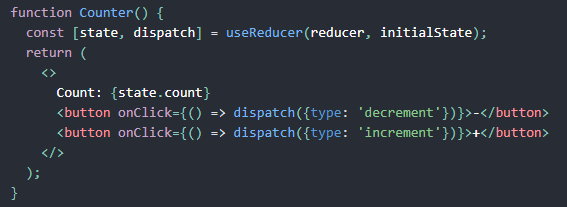 function Counter() {
  const [state, dispatch] = useReducer(reducer, initialState);
  return (
    <>
      Count: {state.count}
      <button onClick={() => dispatch({type: 'decrement'})}>-</button>
      <button onClick={() => dispatch({type: 'increment'})}>+</button>
    </>
  );
}